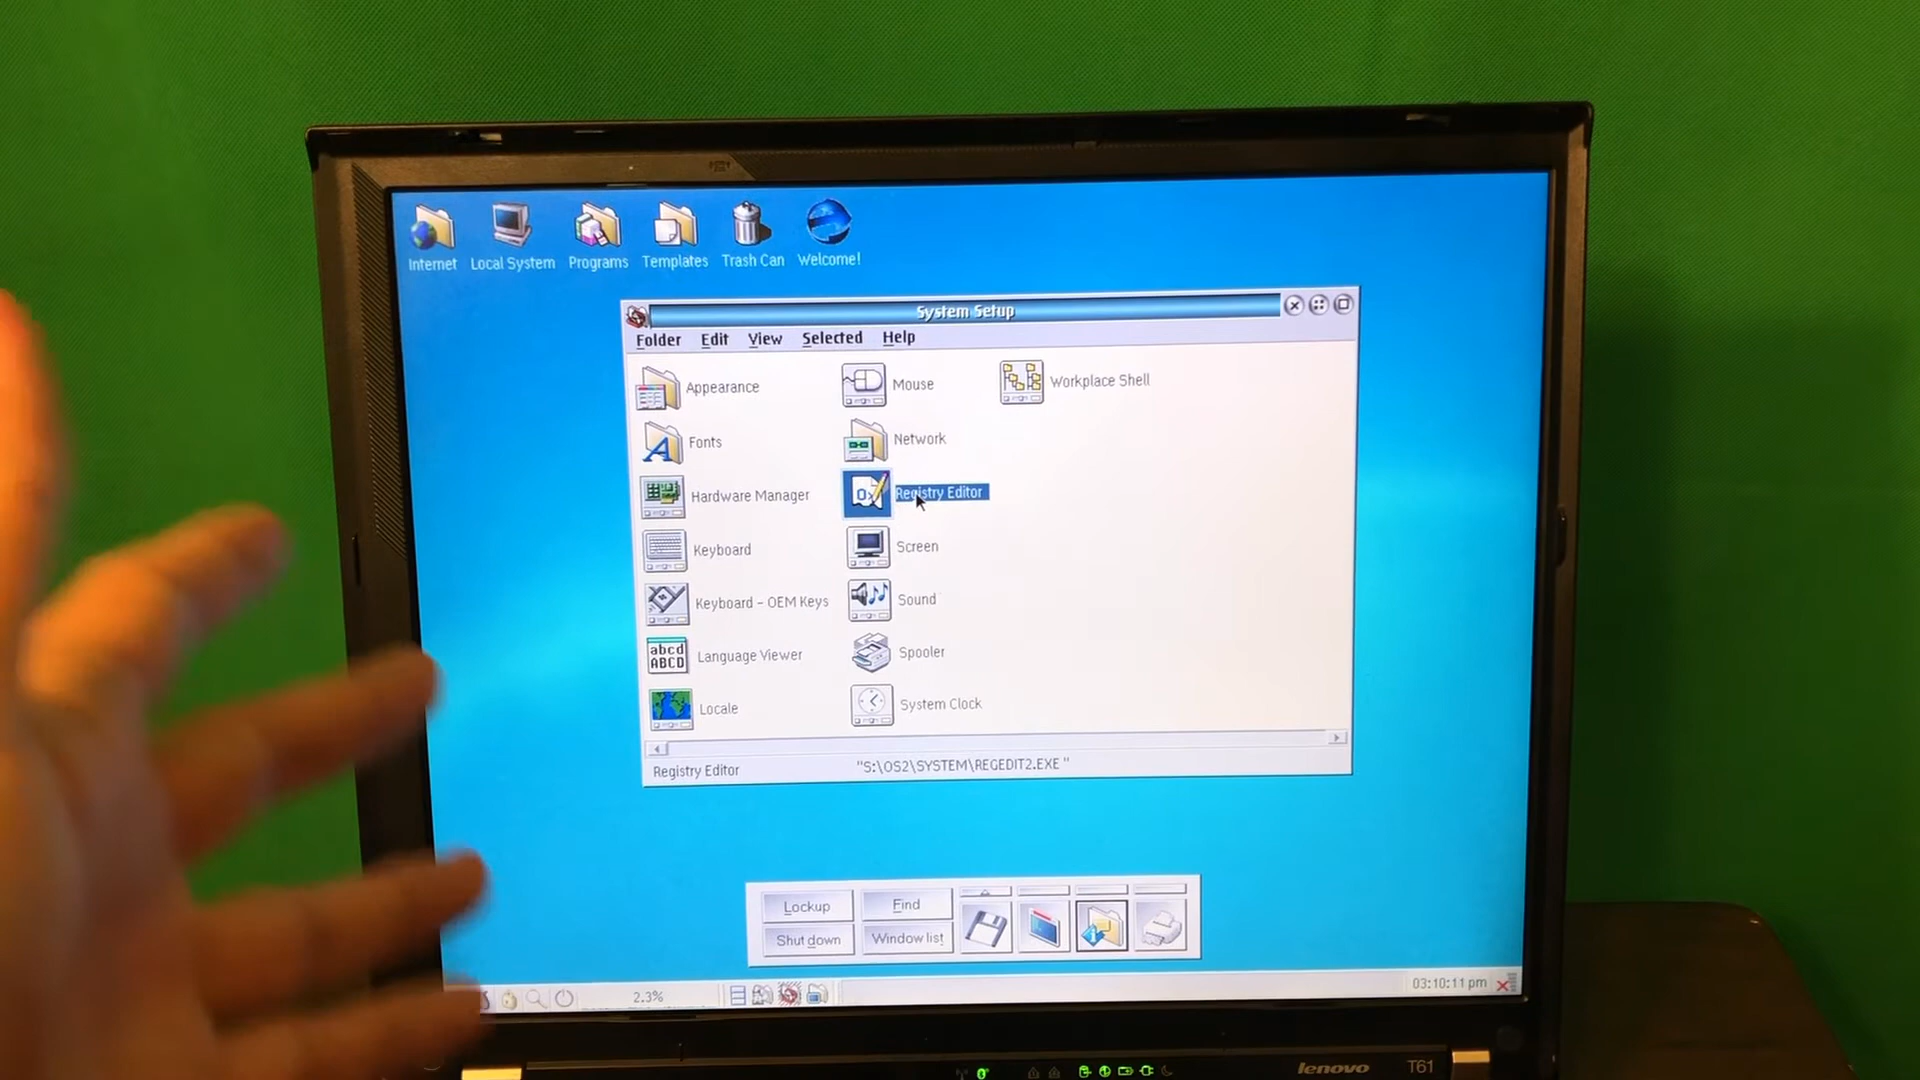 Internet
Local System
Programs
Templates
Trash Can
Welcome!
System Setup
Folder Edit View Selected Help
Appearance
Mouse
Workplace Shell
Fonts
Network
Hardware Manager
Registry Editor
Keyboard
Screen
Keyboard - OEM Keys
Sound
abcd
ABCD
Language Viewer
Spooler
Locale
System Clock
Registry Editor "S:\OS2\SYSTEM\REGEDIT2.EXE "
Lockup
Find
Shut down
Window list
2.3%
03:10:11 pm
lenovo T61